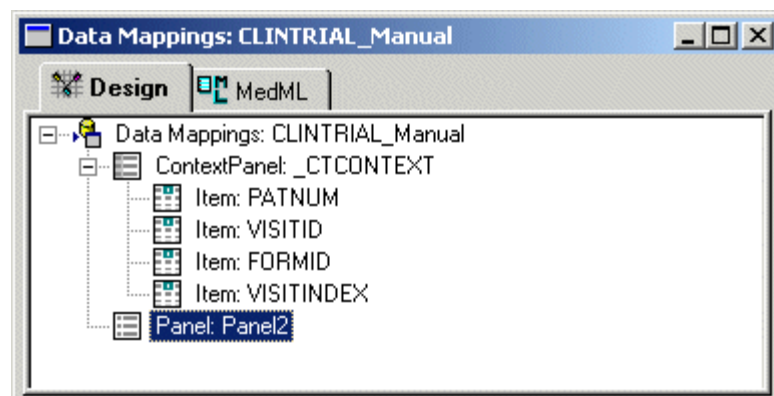 Data Mappings: CLINTRIAL_Manual
Design MedML
Data Mappings: CLINTRIAL_Manual
ContextPanel: _CTCONTEXT
Item: PATNUM
Item: VISITID
Item: FORMID
Item: VISITINDEX
Panel: Panel2